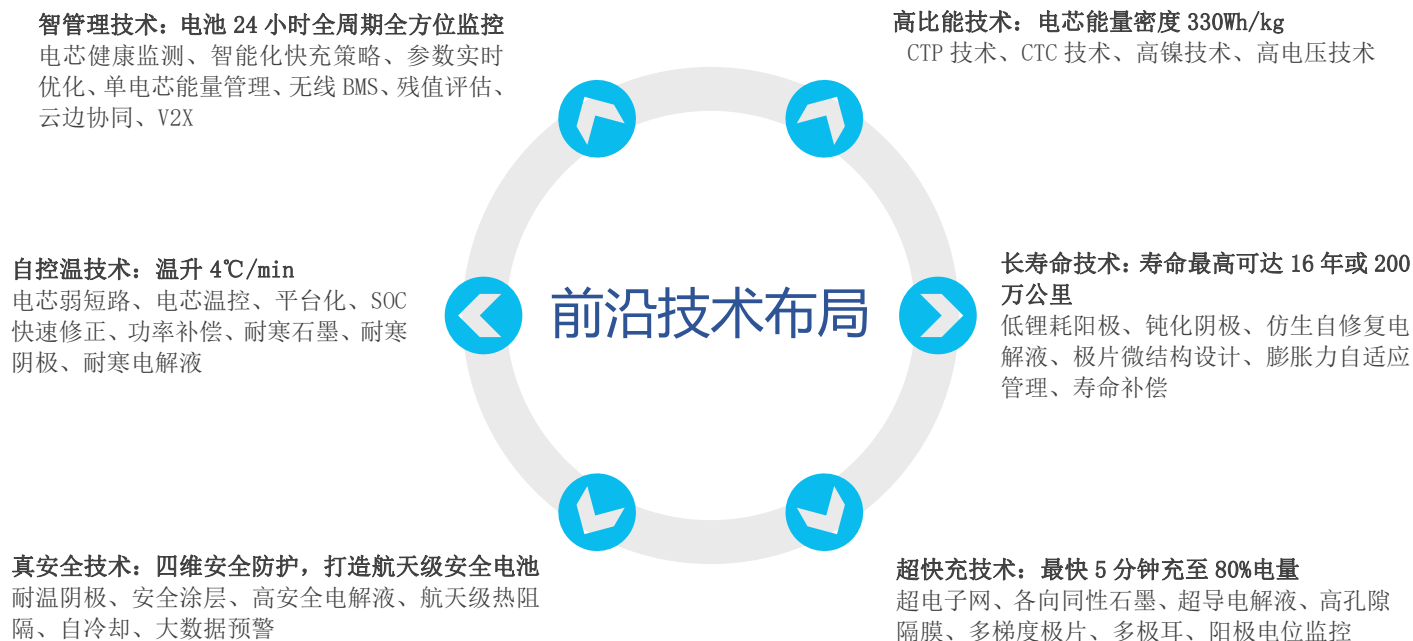 智管理技术：电池 24 小时全周期全方位监控
电芯健康监测、智能化快充策略、参数实时
优化、单电芯能量管理、无线 BMS、残值评估、
云边协同、V2X
高比能技术：电芯能量密度 330Wh/kg
CTP 技术、CTC 技术、高镍技术、高电压技术
自控温技术：温升 4℃/min
电芯弱短路、电芯温控、平台化、SOC
快速修正、功率补偿、耐寒石墨、耐寒
阴极、耐寒电解液
前沿技术布局
长寿命技术：寿命最高可达 16 年或 200
万公里
低锂耗阳极、钝化阴极、仿生自修复电
解液、极片微结构设计、膨胀力自适应
管理、寿命补偿
真安全技术：四维安全防护，打造航天级安全电池
耐温阴极、安全涂层、高安全电解液、航天级热阻
隔、自冷却、大数据预警
超快充技术：最快 5 分钟充至 80%电量
超电子网、各向同性石墨、超导电解液、高孔隙
隔膜、多梯度极片、多极耳、阳极电位监控